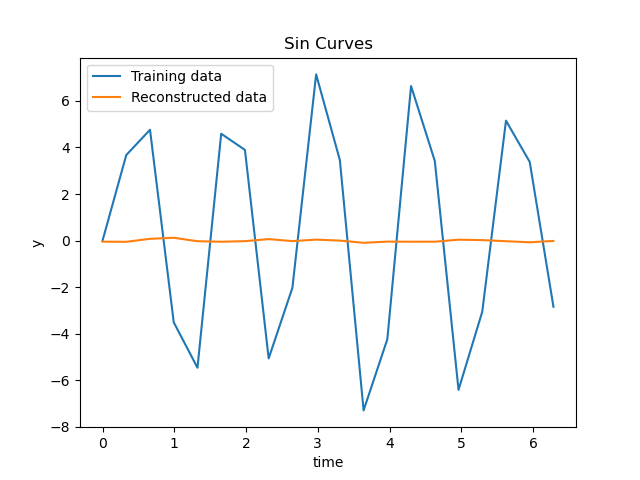 Sin Curves
Training data
Reconstructed data
6
4
2
0
−2
−4
−6
−8
y
0 1 2 3 4 5 6
time